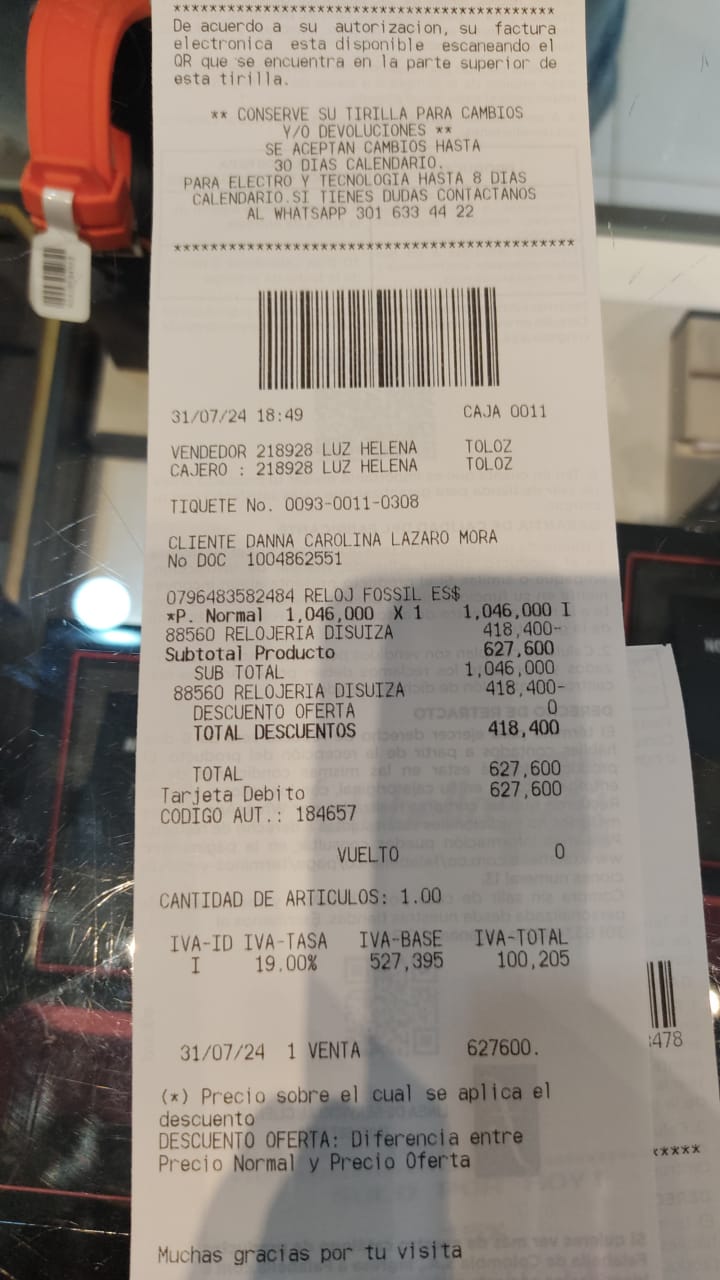 *******************************************
De acuerdo a su autorizacion, su factura
electronica esta disponible escaneando el
QR que se encuentra en la parte superior de
esta tirilla.
** CONSERVE SU TIRILLA PARA CAMBIOS
Y/O DEVOLUCIONES **
SE ACEPTAN CAMBIOS HASTA
30 DIAS CALENDARIO.
PARA ELECTRO Y TECNOLOGIA HASTA 8 DIAS
CALENDARIO.SI TIENES DUDAS CONTACTANOS
AL WHATSAPP 301 633 44 22
*******************************************
31/07/24 18:49 CAJA 0011
VENDEDOR 218928 LUZ HELENA TOLOZ
CAJERO : 218928 LUZ HELENA TOLOZ
TIQUETE No. 0093-0011-0308
CLIENTE DANNA CAROLINA LAZARO MORA
No DOC 1004862551
0796483582484 RELOJ FOSSIL ES$
*P. Normal 1,046,000 X 1 1,046,000 I
88560 RELOJERIA DISUIZA 418,400-
Subtotal Producto 627,600
SUB TOTAL 1,046,000
88560 RELOJERIA DISUIZA 418,400-
DESCUENTO OFERTA 0
TOTAL DESCUENTOS 418,400
TOTAL 627,600
Tarjeta Debito 627,600
CODIGO AUT.: 184657
VUELTO 0
CANTIDAD DE ARTICULOS: 1.00
IVA-ID IVA-TASA IVA-BASE IVA-TOTAL
I 19.00% 527,395 100,205
31/07/24 1 VENTA 627600.
(*) Precio sobre el cual se aplica el
descuento
DESCUENTO OFERTA: Diferencia entre
Precio Normal y Precio Oferta
Muchas gracias por tu visita
3478
*****